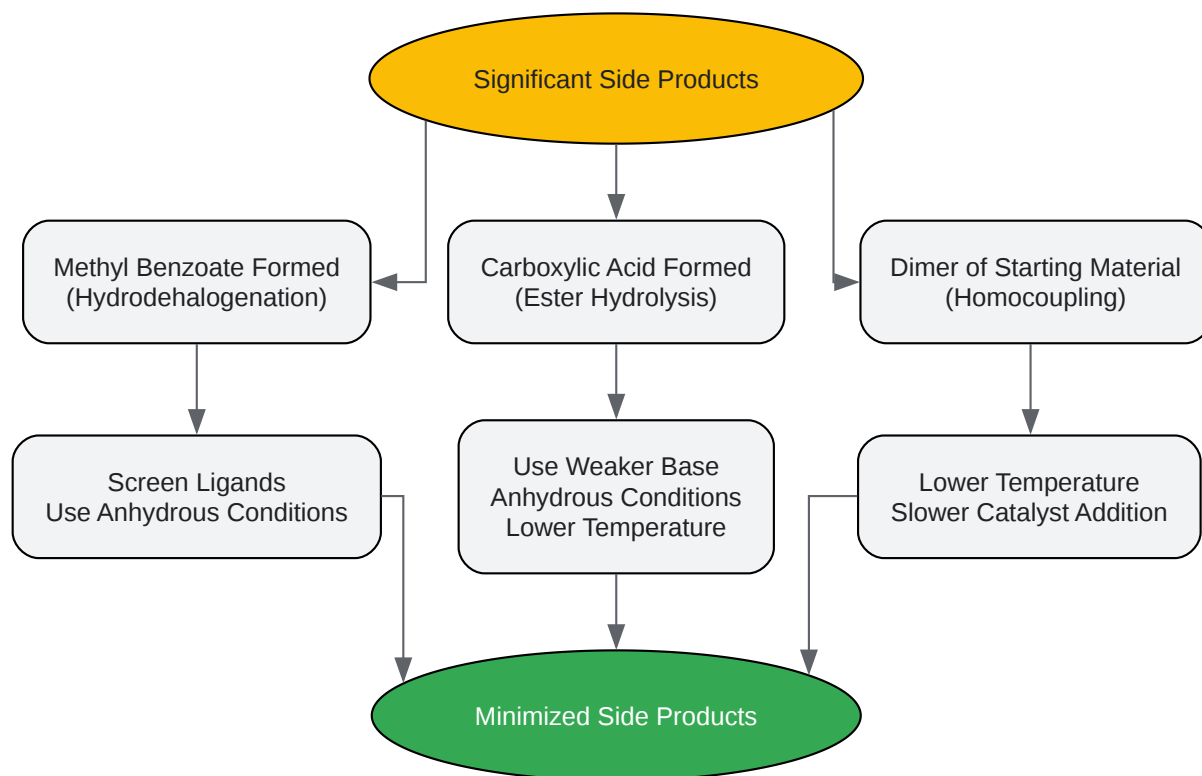 Significant Side Products
Methyl Benzoate Formed
(Hydrodehalogenation)
Carboxylic Acid Formed
(Ester Hydrolysis)
Dimer of Starting Material
(Homocoupling)
Screen Ligands
Use Anhydrous Conditions
Use Weaker Base
Anhydrous Conditions
Lower Temperature
Lower Temperature
Slower Catalyst Addition
Minimized Side Products